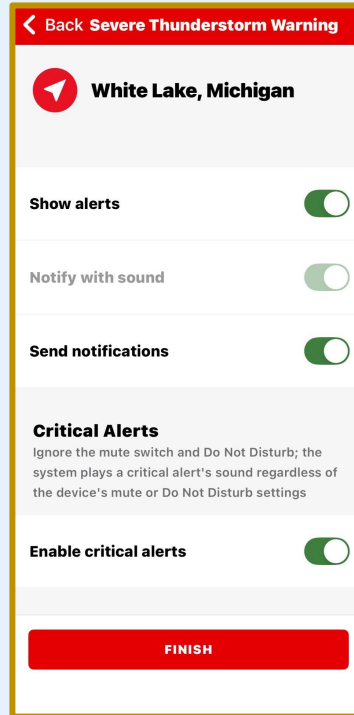 Back Severe Thunderstorm Warning
White Lake, Michigan
Show alerts
Notify with sound
Send notifications
Critical Alerts
Ignore the mute switch and Do Not Disturb; the
system plays a critical alert's sound regardless of
the device's mute or Do Not Disturb settings
Enable critical alerts
FINISH